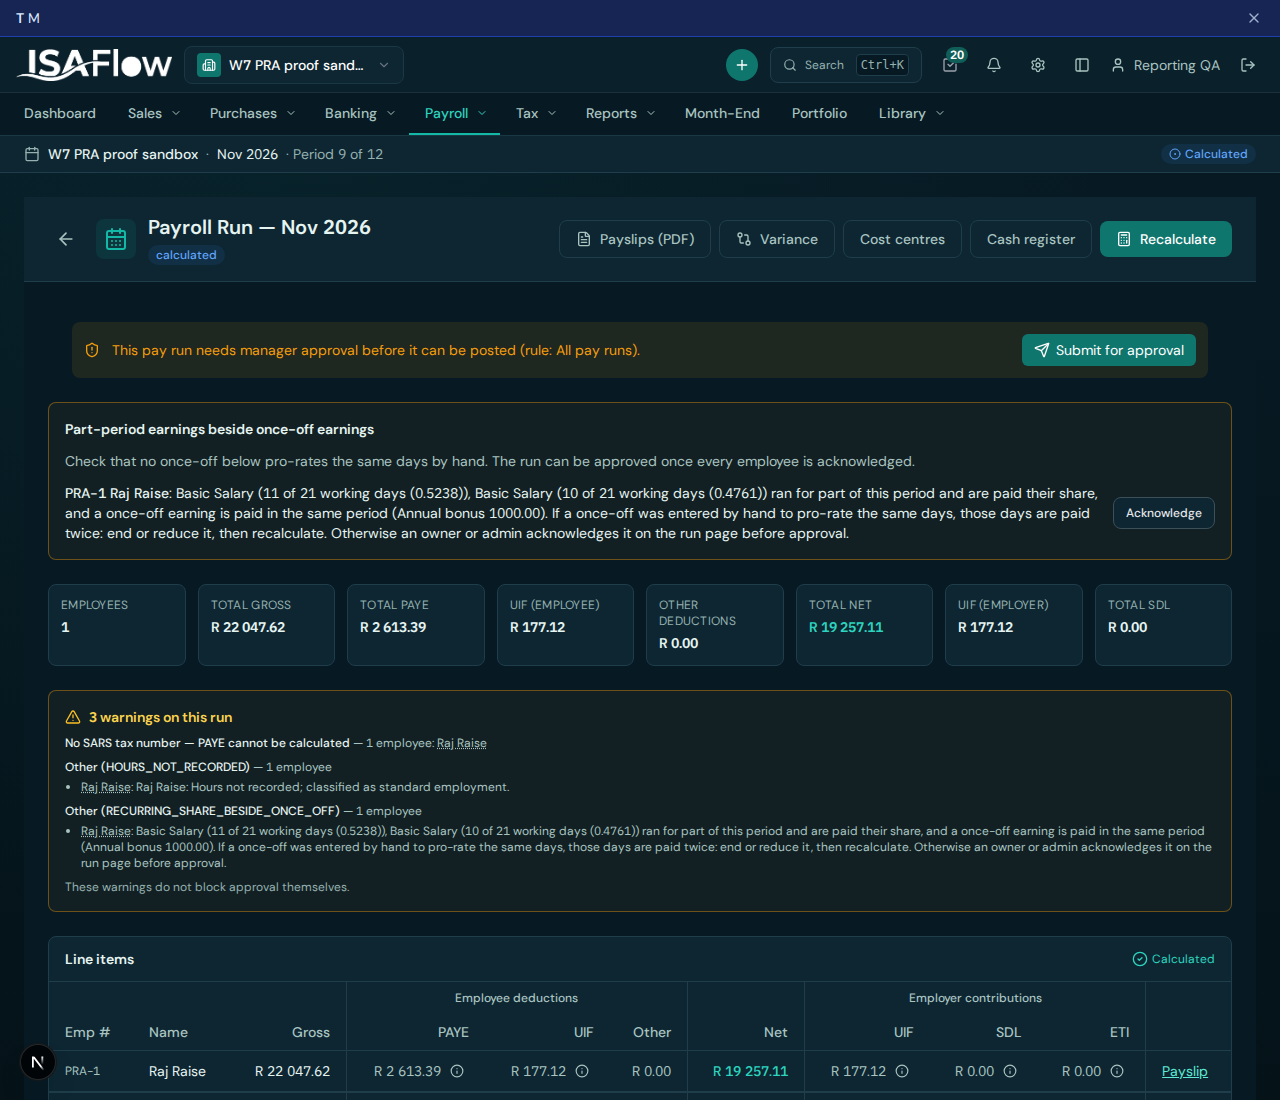 T M
ISAFlow
W7 PRA proof sand...
Search Ctrl+K
20
Reporting QA
Dashboard Sales Purchases Banking Payroll Tax Reports Month-End Portfolio Library
W7 PRA proof sandbox · Nov 2026 · Period 9 of 12
Calculated
Payroll Run — Nov 2026
calculated
Payslips (PDF) Variance Cost centres Cash register Recalculate
This pay run needs manager approval before it can be posted (rule: All pay runs).
Submit for approval
Part-period earnings beside once-off earnings
Check that no once-off below pro-rates the same days by hand. The run can be approved once every employee is acknowledged.
PRA-1 Raj Raise: Basic Salary (11 of 21 working days (0.5238)), Basic Salary (10 of 21 working days (0.4761)) ran for part of this period and are paid their share,
and a once-off earning is paid in the same period (Annual bonus 1000.00). If a once-off was entered by hand to pro-rate the same days, those days are paid
twice: end or reduce it, then recalculate. Otherwise an owner or admin acknowledges it on the run page before approval.
Acknowledge
EMPLOYEES
1
TOTAL GROSS
R 22 047.62
TOTAL PAYE
R 2 613.39
UIF (EMPLOYEE)
R 177.12
OTHER
DEDUCTIONS
R 0.00
TOTAL NET
R 19 257.11
UIF (EMPLOYER)
R 177.12
TOTAL SDL
R 0.00
3 warnings on this run
No SARS tax number — PAYE cannot be calculated — 1 employee: Raj Raise
Other (HOURS_NOT_RECORDED) — 1 employee
• Raj Raise: Raj Raise: Hours not recorded; classified as standard employment.
Other (RECURRING_SHARE_BESIDE_ONCE_OFF) — 1 employee
• Raj Raise: Basic Salary (11 of 21 working days (0.5238)), Basic Salary (10 of 21 working days (0.4761)) ran for part of this period and are paid their share, and a once-off earning is paid in the same period
(Annual bonus 1000.00). If a once-off was entered by hand to pro-rate the same days, those days are paid twice: end or reduce it, then recalculate. Otherwise an owner or admin acknowledges it on the
run page before approval.
These warnings do not block approval themselves.
Line items
Calculated
Employee deductions Employer contributions
Emp # Name Gross PAYE UIF Other Net UIF SDL ETI
PRA-1 Raj Raise R 22 047.62 R 2 613.39 R 177.12 R 0.00 R 19 257.11 R 177.12 R 0.00 R 0.00 Payslip
N